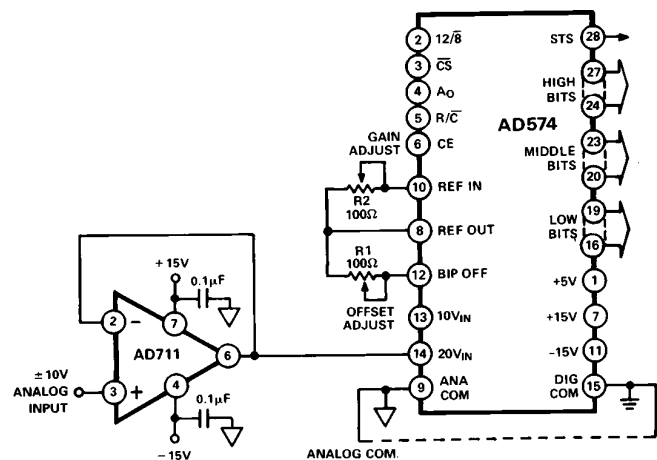 2 12/8̅ STS 28
3 C̅S̅ 27
4 A₀ HIGH BITS 24
5 R/C̅ AD574
6 CE 23
GAIN ADJUST MIDDLE BITS
R2 100Ω 10 REF IN 20
8 REF OUT 19
LOW BITS
R1 100Ω 12 BIP OFF 16
OFFSET ADJUST +5V 1
13 10VIN +15V 7
14 20VIN -15V 11
9 ANA COM DIG COM 15
ANALOG COM.
+15V 0.1µF
2 − 7
AD711 6
±10V ANALOG INPUT 3 + 4
0.1µF
−15V